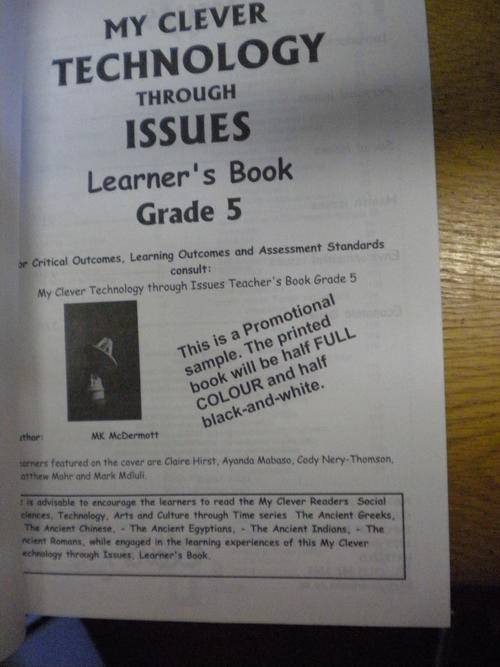 MY CLEVER
TECHNOLOGY
THROUGH
ISSUES
Learner's Book
Grade 5
Critical Outcomes, Learning Outcomes and Assessment Standards
consult:
My Clever Technology through Issues Teacher's Book Grade 5
This is a Promotional
sample. The printed
book will be half FULL
COLOUR and half
black-and-white.
MK McDermott
featured on the cover are Claire Hirst, Ayanda Mabaso, Cody Nery-Thomson,
Mohr and Mark Mdluli.
is advisable to encourage the learners to read the My Clever Readers Social
Technology, Arts and Culture through Time series The Ancient Greeks,
The Ancient Chinese, - The Ancient Egyptians, - The Ancient Indians, - The
Romans, while engaged in the learning experiences of this My Clever
through Issues, Learner's Book.